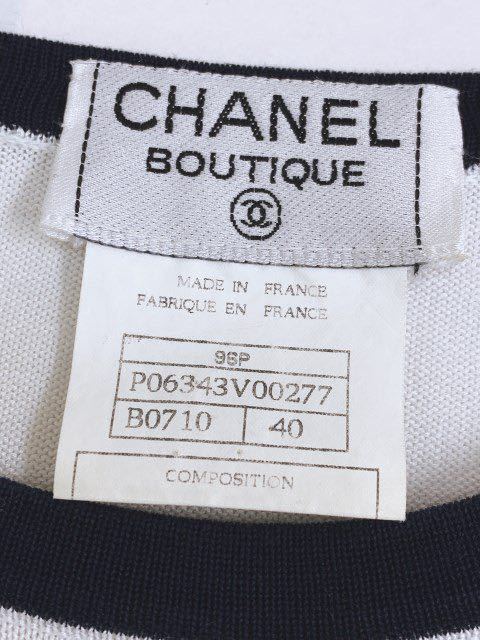 CHANEL
BOUTIQUE
MADE IN FRANCE
FABRIQUE EN FRANCE
96P
P06343V00277
B0710 40
COMPOSITION